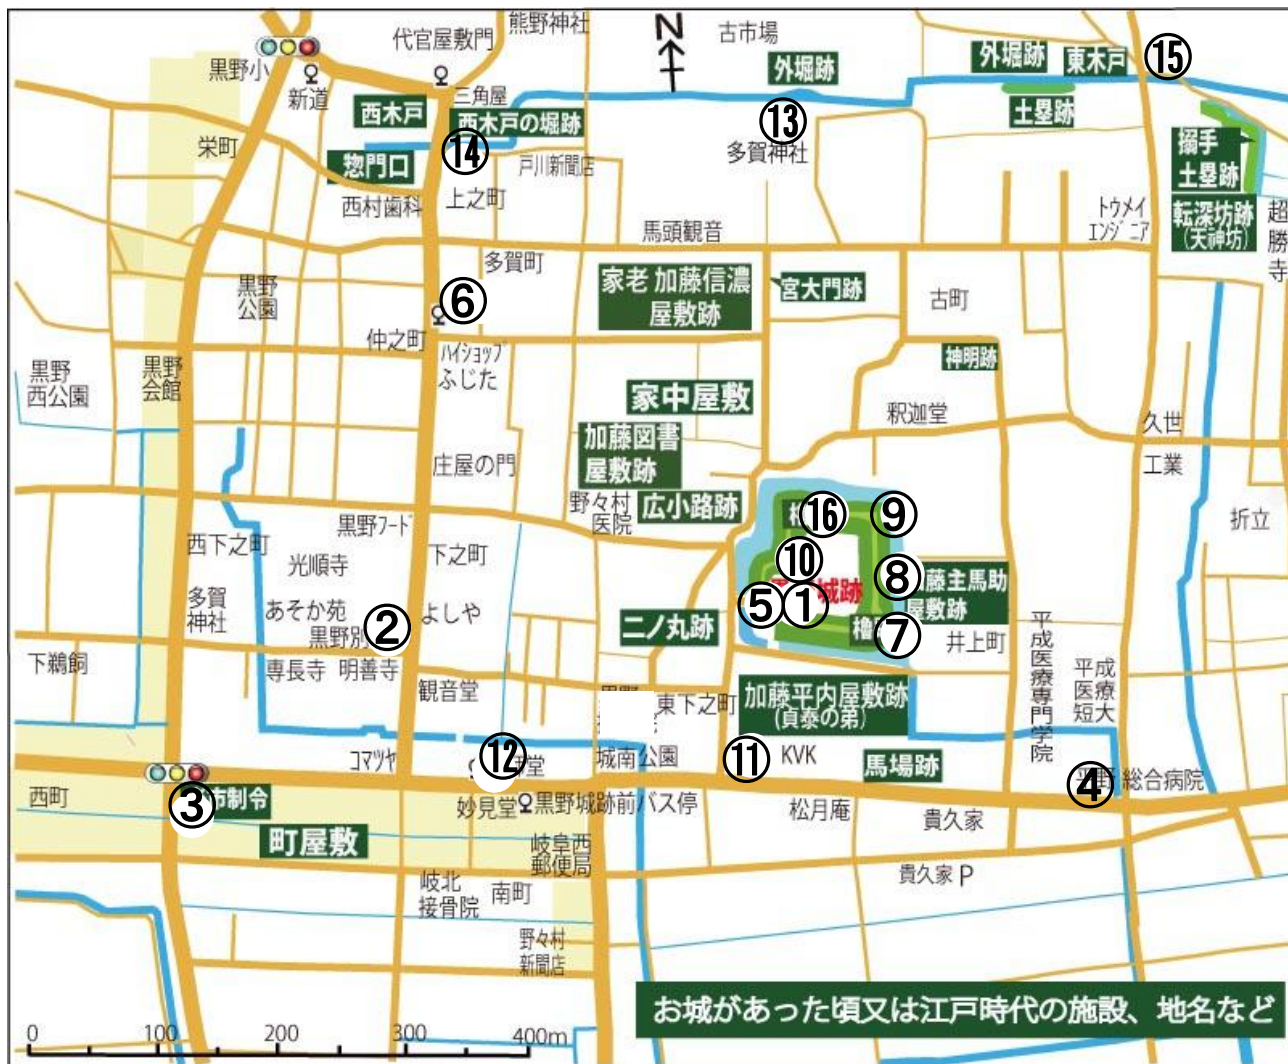 熊野神社
代官屋敷門
N
古市場
外堀跡
外堀跡
東木戸
⑮
黒野小
新道
西木戸
三角屋
西木戸の堀跡
⑬
土塁跡
搦手
土塁跡
栄町
⑭
惣門口
戸川新聞店
多賀神社
西村歯科
上之町
トウメイ
エンジニア
転深坊跡
(天神坊)
超勝寺
馬頭観音
多賀町
黒野
公園
⑥
家老 加藤信濃
屋敷跡
宮大門跡
古町
仲之町
ハイショップ
ふじた
神明跡
黒野
西公園
黒野
会館
家中屋敷
釈迦堂
久世
工業
加藤図書
屋敷跡
庄屋の門
野々村
医院
広小路跡
⑯
⑨
折立
黒野フード
西下之町
光順寺
下之町
⑩
城跡
⑧
藤主馬助
屋敷跡
多賀
神社
あそか苑
黒野別
②
よしや
⑤
①
二ノ丸跡
櫓
⑦
井上町
平成医療専門学院
下鵜飼
専長寺
明善寺
観音堂
東下之町
加藤平内屋敷跡
(貞泰の弟)
平成
医療
短大
コマツヤ
⑫
堂
城南公園
⑪
KVK
馬場跡
④
総合病院
西町
③
制令
妙見堂
黒野城跡前バス停
松月庵
貴久家
町屋敷
岐阜西
郵便局
岐北
接骨院
南町
貴久家 P
野々村
新聞店
お城があった頃又は江戸時代の施設、地名など
0 100 200 300 400m